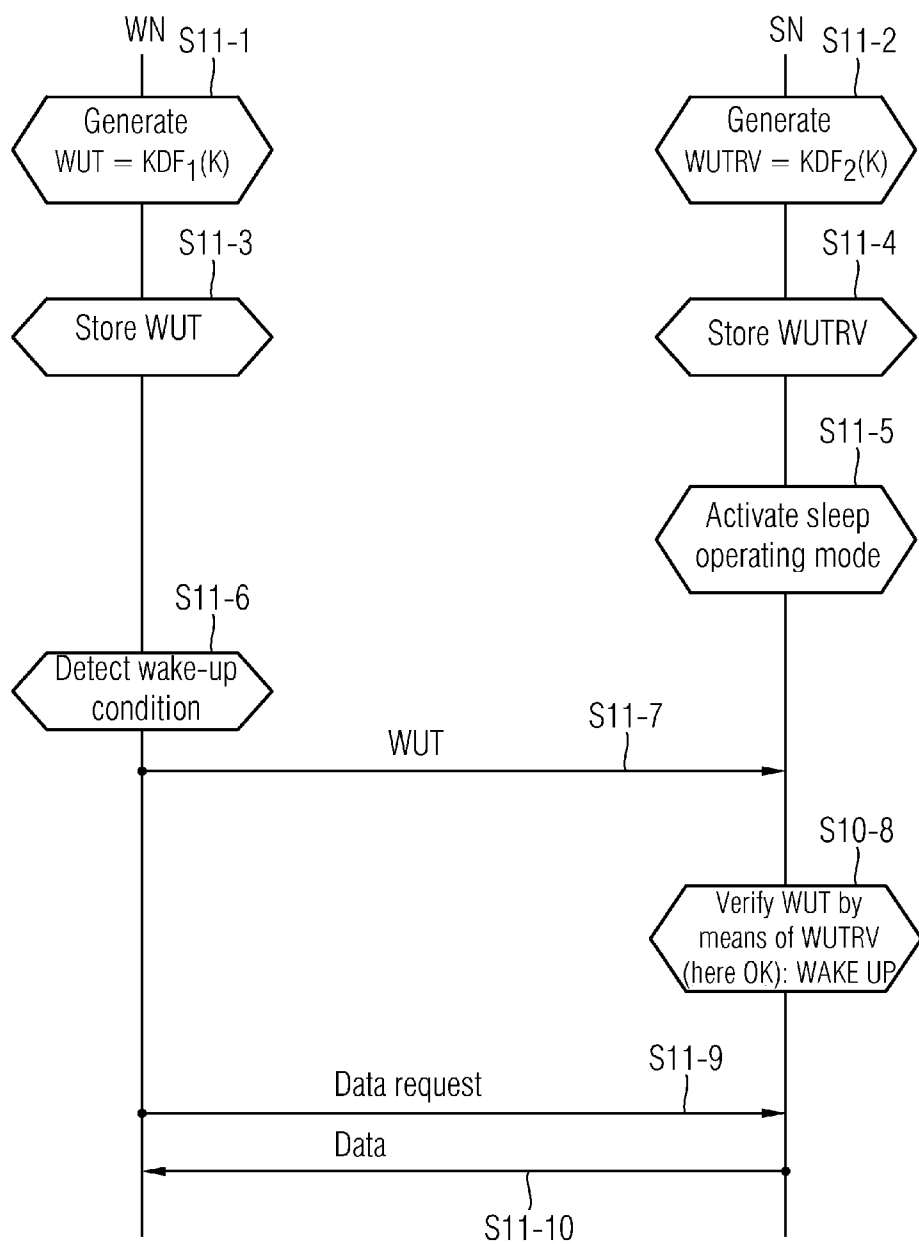 WN
S11-1
SN
S11-2
Generate
WUT = KDF₁(K)
Generate
WUTRV = KDF₂(K)
S11-3
S11-4
Store WUT
Store WUTRV
S11-5
Activate sleep
operating mode
S11-6
Detect wake-up
condition
S11-7
WUT
S10-8
Verify WUT by
means of WUTRV
(here OK): WAKE UP
S11-9
Data request
Data
S11-10